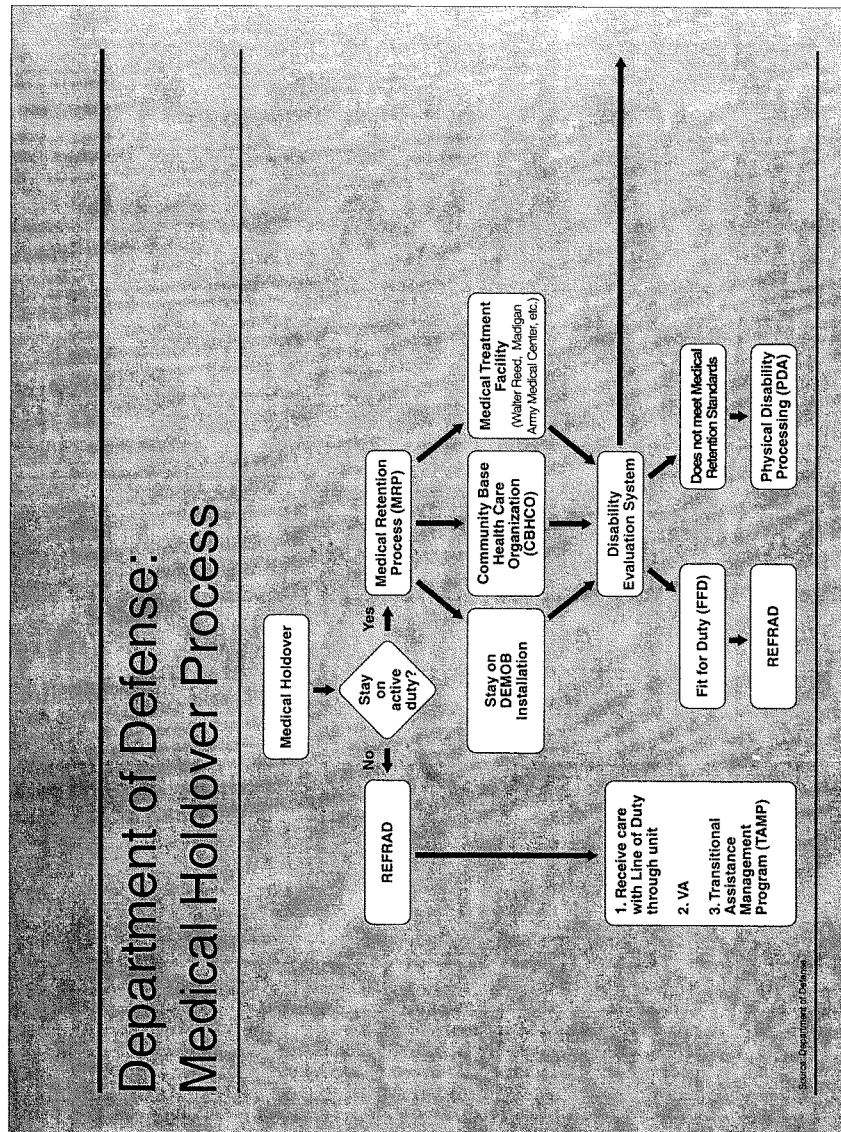 Department of Defense:
Medical Holdover Process
Medical Holdover
Stay
on
active
duty?
No
Yes
REFRAD
Medical Retention
Process (MRP)
Stay on
DEMOB
Installation
Community Base
Health Care
Organization
(CBHCO)
Medical Treatment
Facility
(Walter Reed, Madigan
Army Medical Center, etc.)
1. Receive care
with Line of Duty
through unit
2. VA
3. Transitional
Assistance
Management
Program (TAMP)
Disability
Evaluation System
Fit for Duty (FFD)
Does not meet Medical
Retention Standards
REFRAD
Physical Disability
Processing (PDA)
Source: Department of Defense